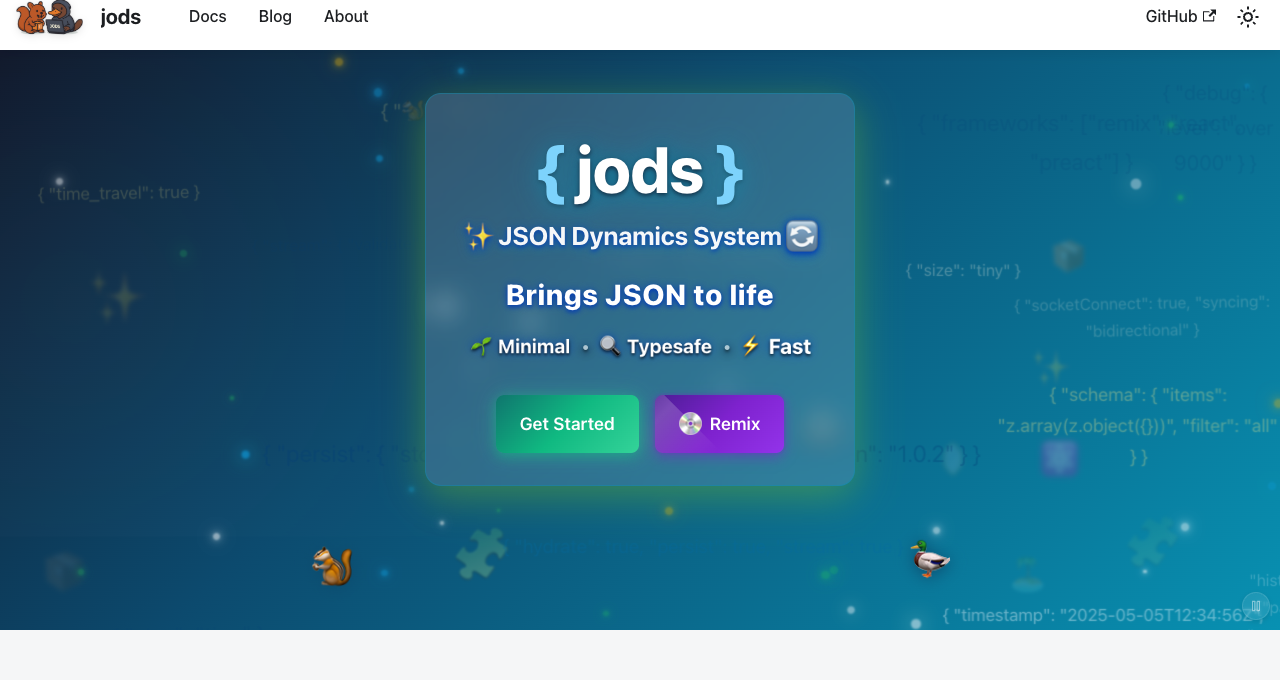 jods
Docs
Blog
About
GitHub
{ "debug": {
{ "frameworks": ["remix", "react",
"preact"] }
9000" } }
{ "time_travel": true }
{ jods }
JSON Dynamics System
{ "size": "tiny" }
Brings JSON to life
{ "socketConnect": true, "syncing":
"bidirectional" }
Minimal • Typesafe • Fast
{ "schema": { "items":
"z.array(z.object({}))", "filter": "all"
} }
Get Started
Remix
{ "persist": {
"1.0.2" } }
{ "timestamp": "2025-05-05T12:34:56Z" }